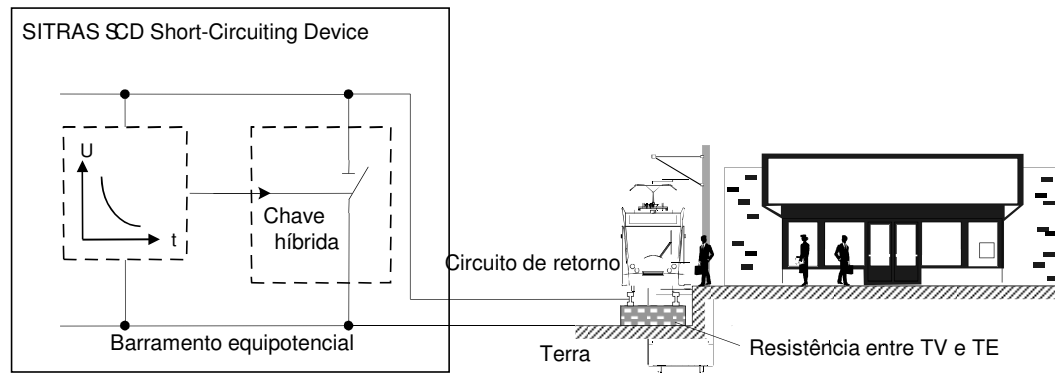 SITRAS SCD Short-Circuiting Device
U
t
Chave
híbrida
Circuito de retorno
Barramento equipotencial
Terra
Resistência entre TV e TE